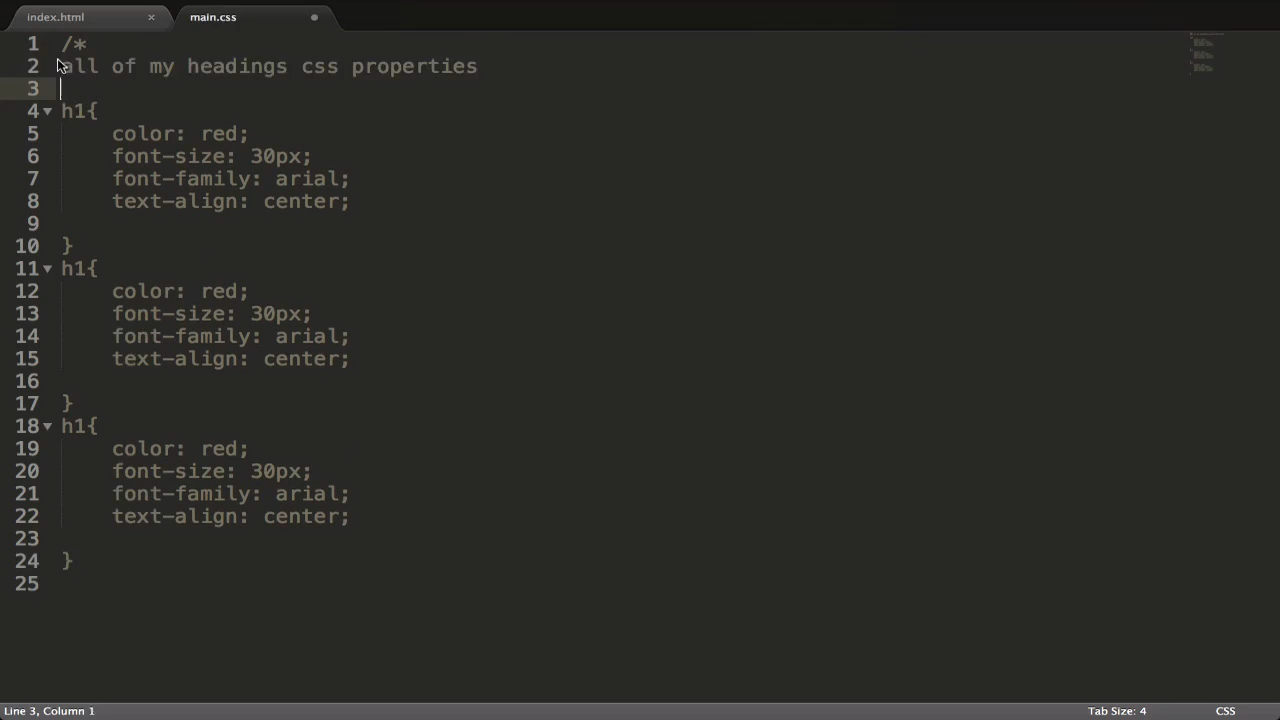 index.html × main.css
1 /*
2 all of my headings css properties
3
4 h1{
5 color: red;
6 font-size: 30px;
7 font-family: arial;
8 text-align: center;
9
10 }
11 h1{
12 color: red;
13 font-size: 30px;
14 font-family: arial;
15 text-align: center;
16
17 }
18 h1{
19 color: red;
20 font-size: 30px;
21 font-family: arial;
22 text-align: center;
23
24 }
25
Line 3, Column 1 Tab Size: 4 CSS